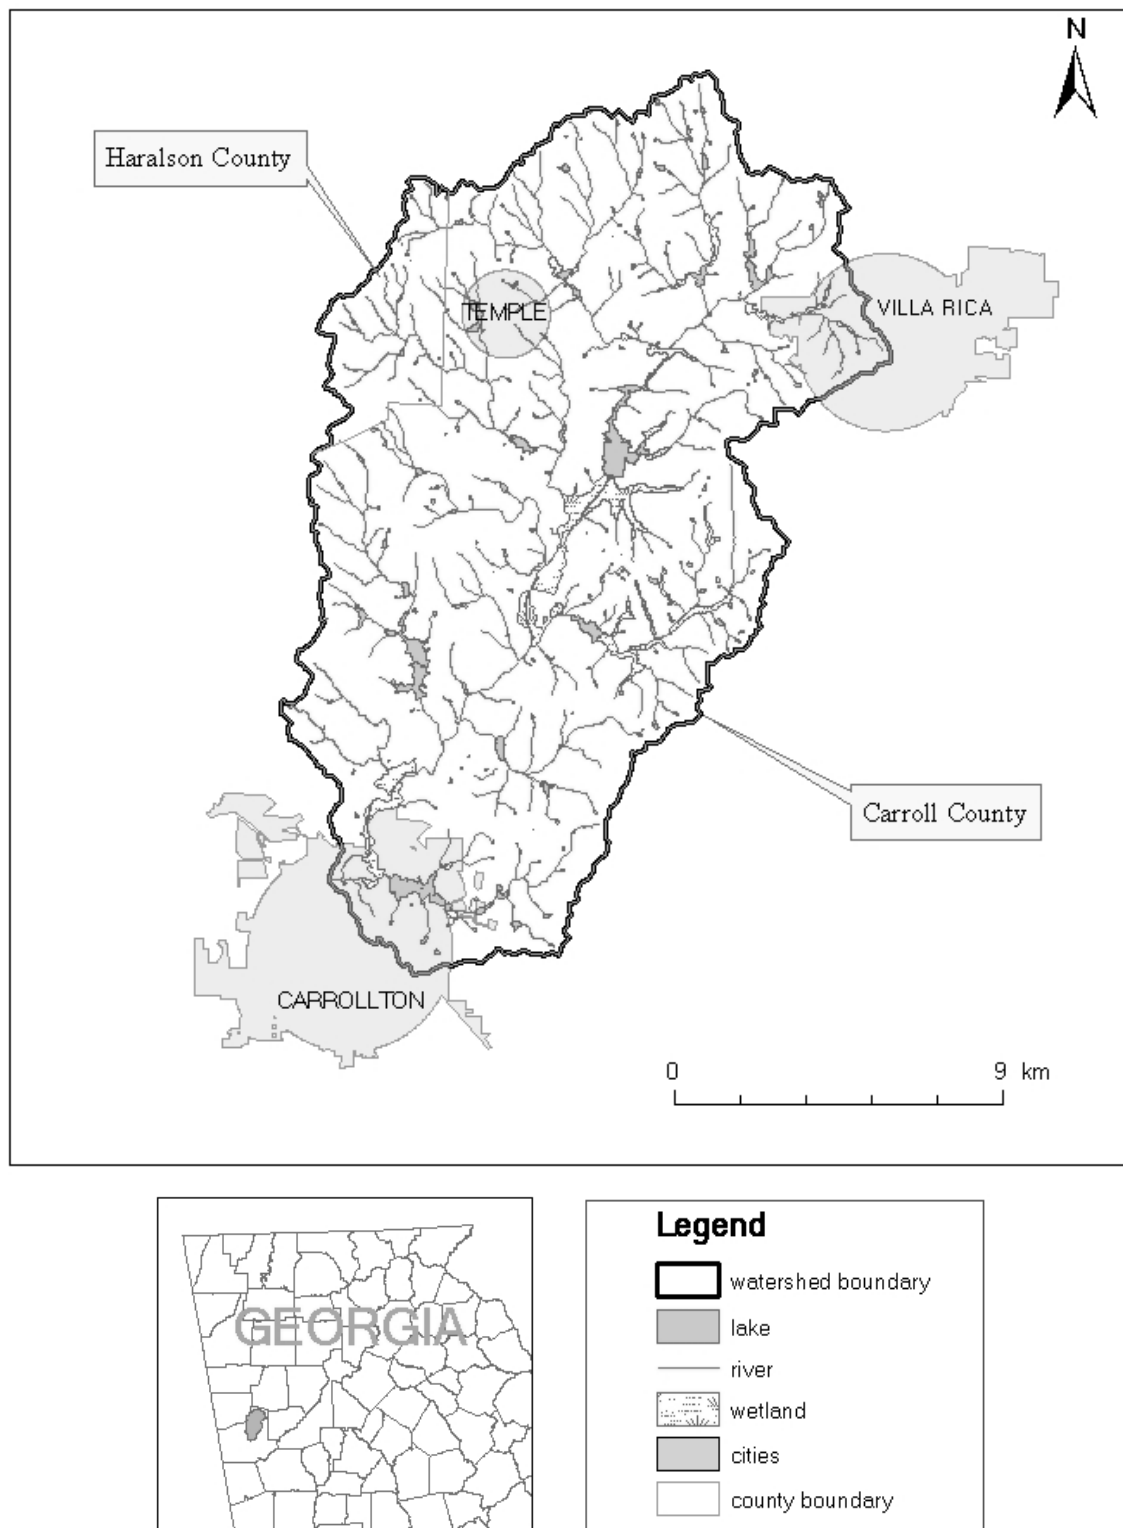 N
Haralson County
TEMPLE
VILLA RICA
Carroll County
CARROLLTON
0 9 km
GEORGIA
Legend
watershed boundary
lake
river
wetland
cities
county boundary